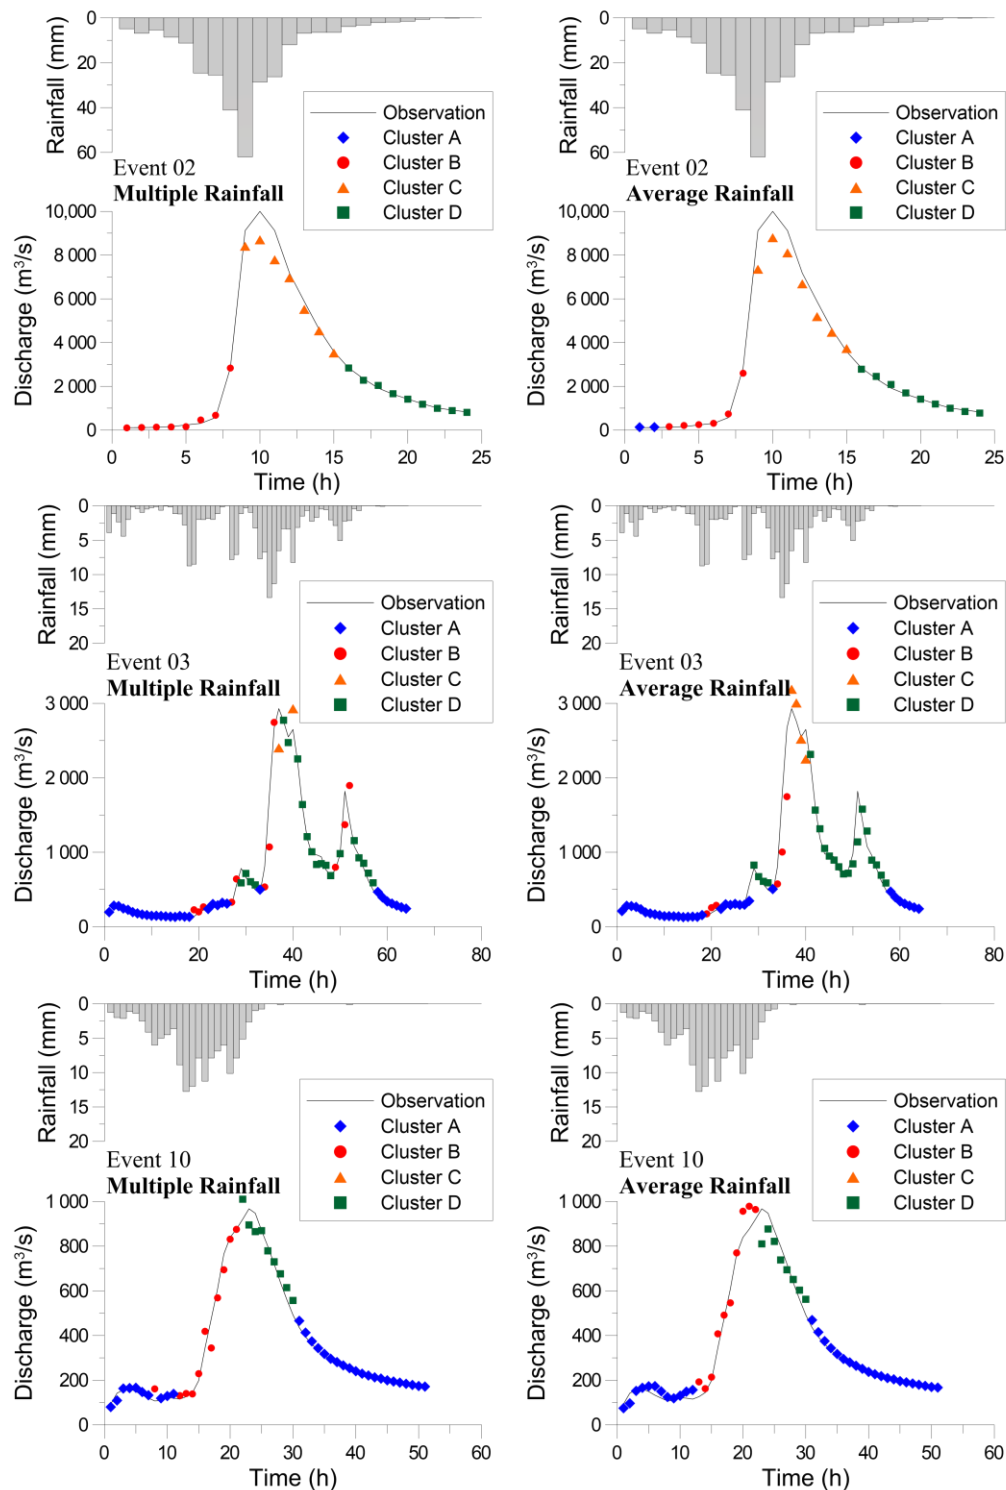 0
20
40
60
Rainfall (mm)
Observation
Cluster A
Cluster B
Cluster C
Cluster D
Event 02
Multiple Rainfall
10,000
8 000
6 000
4 000
2 000
0
Discharge (m³/s)
0
5
10
15
20
25
Time (h)
0
20
40
60
Rainfall (mm)
Observation
Cluster A
Cluster B
Cluster C
Cluster D
Event 02
Average Rainfall
10,000
8 000
6 000
4 000
2 000
0
Discharge (m³/s)
0
5
10
15
20
25
Time (h)
0
5
10
15
20
Rainfall (mm)
Observation
Cluster A
Cluster B
Cluster C
Cluster D
Event 03
Multiple Rainfall
3 000
2 000
1 000
0
Discharge (m³/s)
0
20
40
60
80
Time (h)
0
5
10
15
20
Rainfall (mm)
Observation
Cluster A
Cluster B
Cluster C
Cluster D
Event 03
Average Rainfall
3 000
2 000
1 000
0
Discharge (m³/s)
0
20
40
60
80
Time (h)
0
5
10
15
20
Rainfall (mm)
Observation
Cluster A
Cluster B
Cluster C
Cluster D
Event 10
Multiple Rainfall
1 000
800
600
400
200
0
Discharge (m³/s)
0
10
20
30
40
50
60
Time (h)
0
5
10
15
20
Rainfall (mm)
Observation
Cluster A
Cluster B
Cluster C
Cluster D
Event 10
Average Rainfall
1 000
800
600
400
200
0
Discharge (m³/s)
0
10
20
30
40
50
60
Time (h)